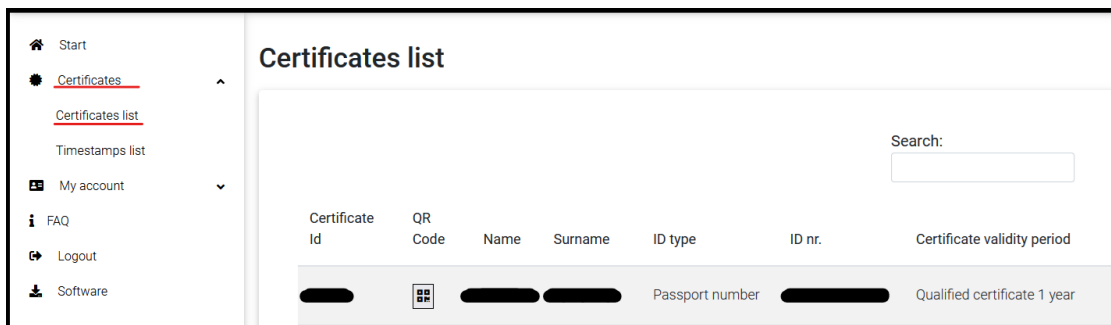 Start
Certificates
Certificates list
Timestamps list
My account
FAQ
Logout
Software
Certificates list
Search:
Certificate Id QR Code Name Surname ID type ID nr. Certificate validity period
Passport number Qualified certificate 1 year